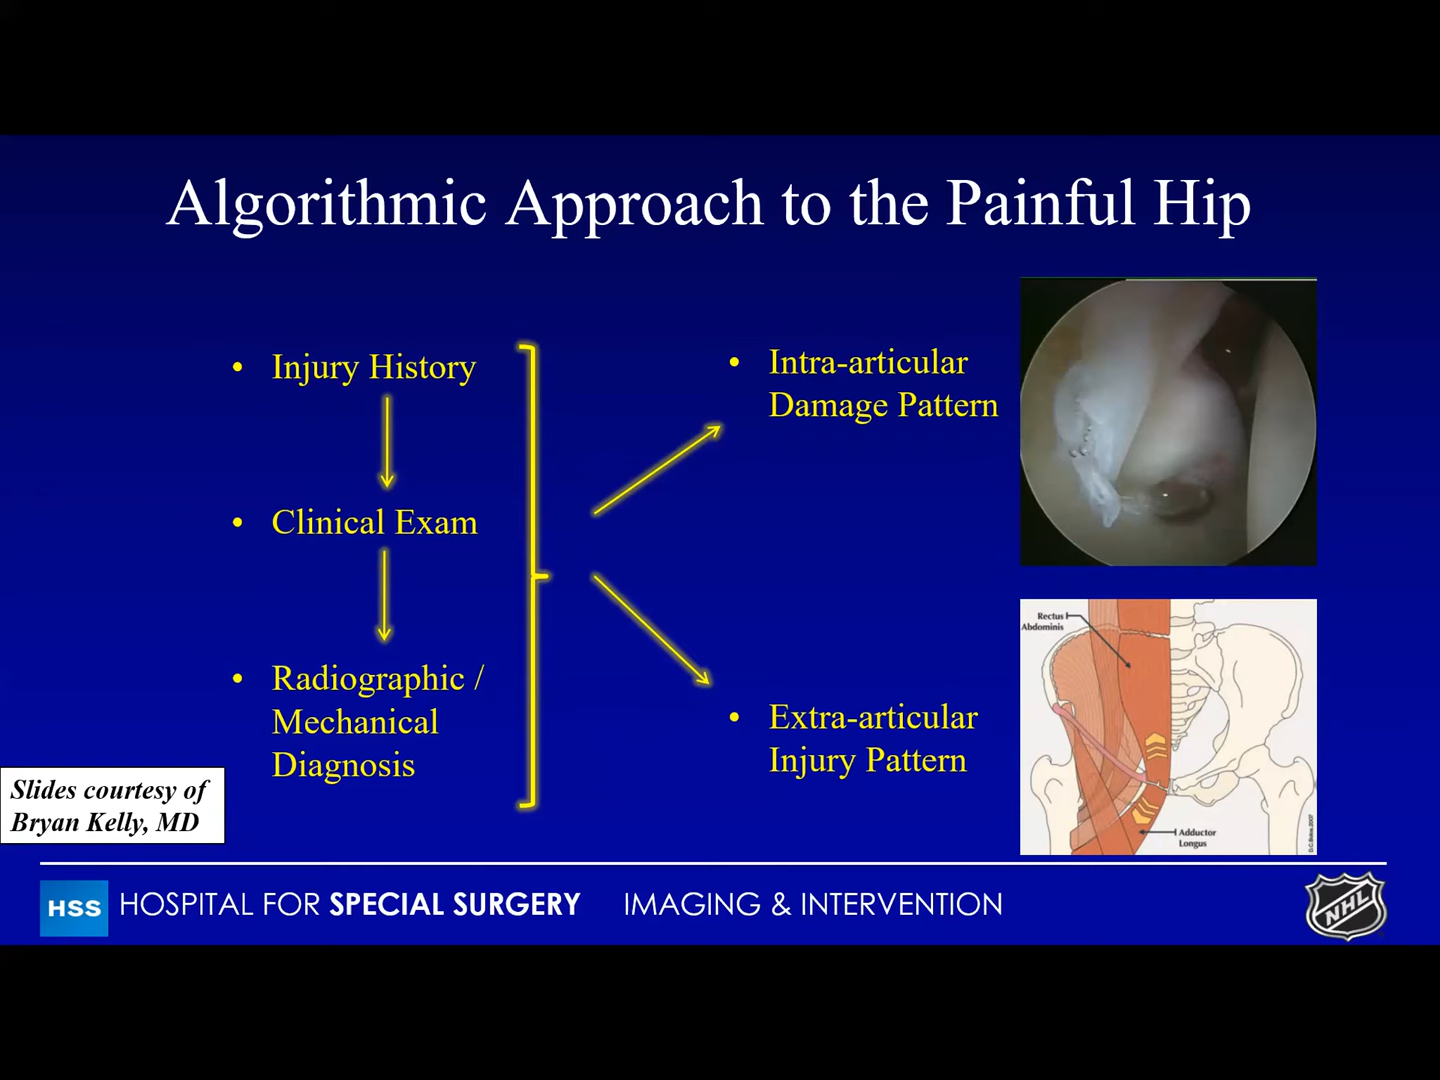 Algorithmic Approach to the Painful Hip
• Injury History
• Clinical Exam
• Radiographic /
Mechanical
Diagnosis
• Intra-articular
Damage Pattern
• Extra-articular
Injury Pattern
Rectus
Abdominis
Adductor
Longus
D.C.Botos.2007
Slides courtesy of
Bryan Kelly, MD
HSS HOSPITAL FOR SPECIAL SURGERY IMAGING & INTERVENTION
NHL